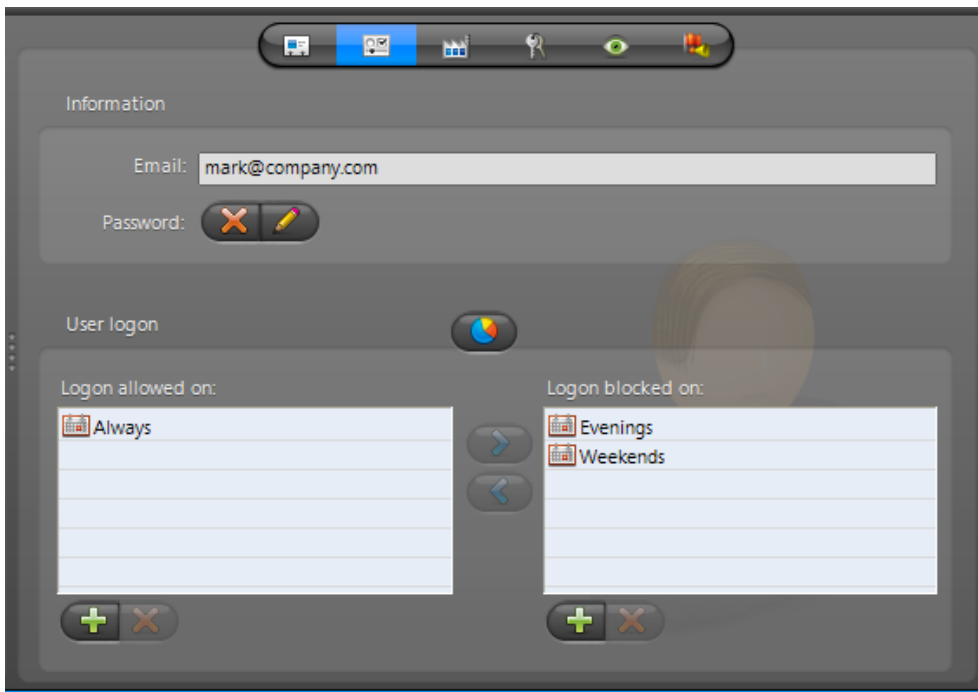 Information
Email: mark@company.com
Password:
User logon
Logon allowed on:
Always
Logon blocked on:
Evenings
Weekends